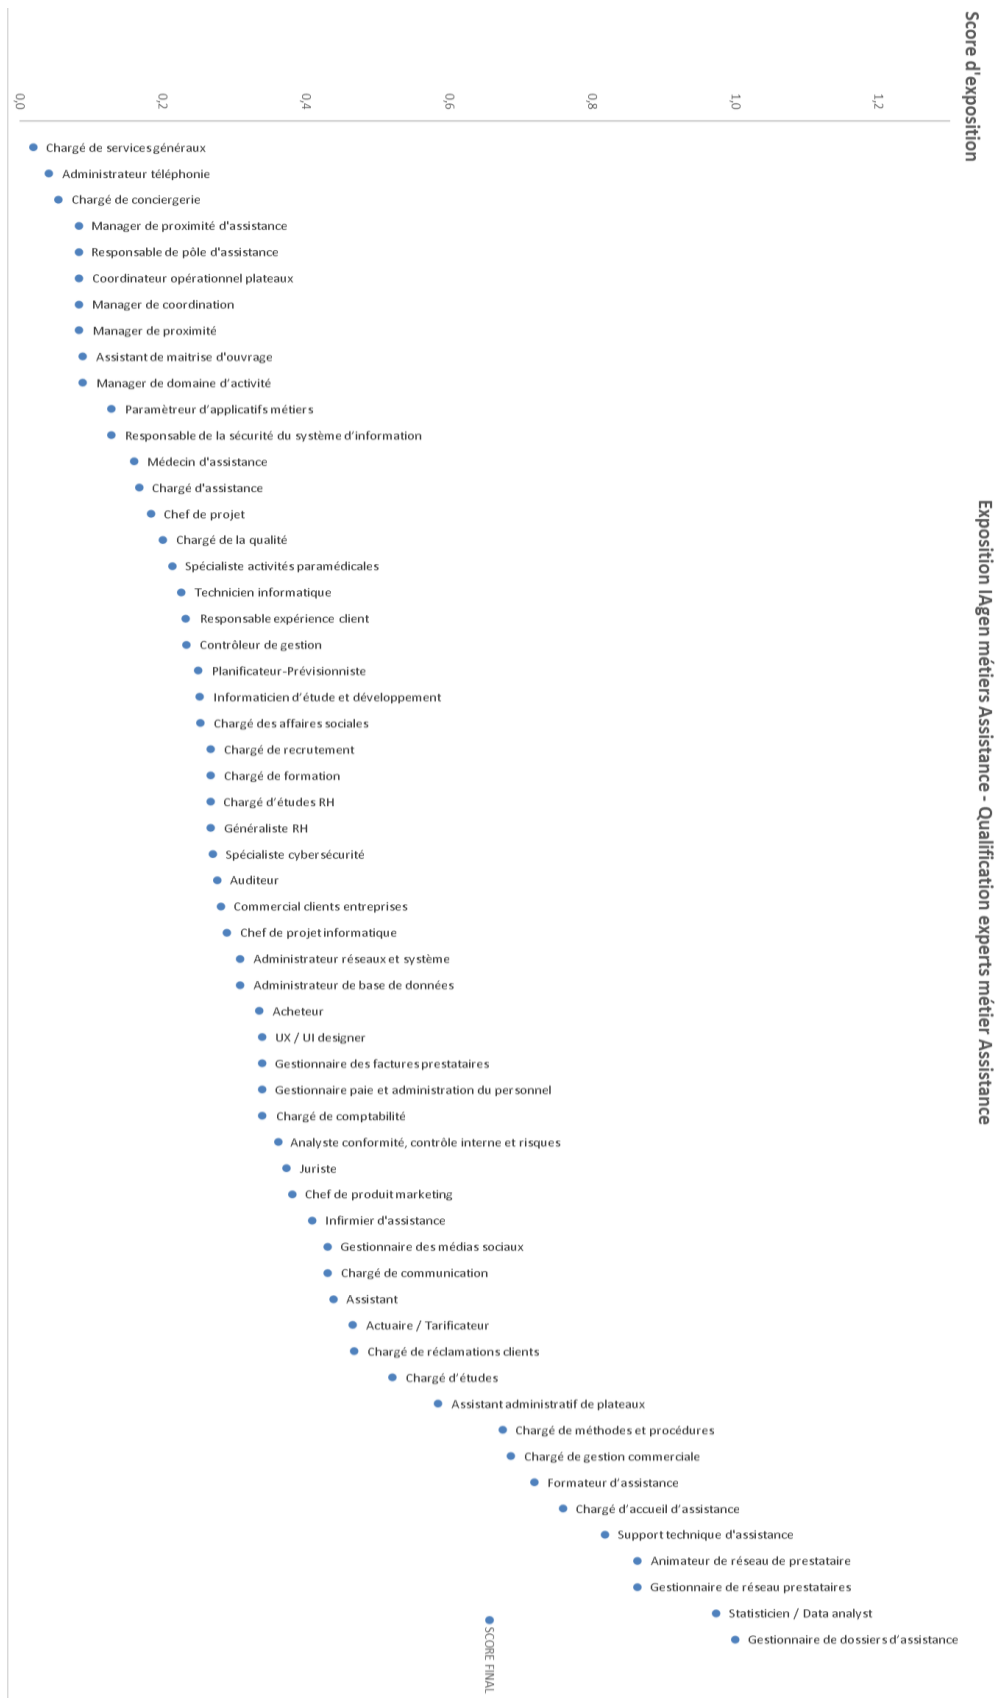 Score d'exposition
Exposition IAgen métiers Assistance - Qualification experts métier Assistance
0,0
0,2
0,4
0,6
0,8
1,0
1,2
Chargé de services généraux
Administrateur téléphonie
Chargé de conciergerie
Manager de proximité d'assistance
Responsable de pôle d'assistance
Coordinateur opérationnel plateaux
Manager de coordination
Manager de proximité
Assistant de maitrise d'ouvrage
Manager de domaine d'activité
Paramètreur d'applicatifs métiers
Responsable de la sécurité du système d'information
Médecin d'assistance
Chargé d'assistance
Chef de projet
Chargé de la qualité
Spécialiste activités paramédicales
Technicien informatique
Responsable expérience client
Contrôleur de gestion
Planificateur-Prévisionniste
Informaticien d'étude et développement
Chargé des affaires sociales
Chargé de recrutement
Chargé de formation
Chargé d'études RH
Généraliste RH
Spécialiste cybersécurité
Auditeur
Commercial clients entreprises
Chef de projet informatique
Administrateur réseaux et système
Administrateur de base de données
Acheteur
UX / UI designer
Gestionnaire des factures prestataires
Gestionnaire paie et administration du personnel
Chargé de comptabilité
Analyste conformité, contrôle interne et risques
Juriste
Chef de produit marketing
Infirmier d'assistance
Gestionnaire des médias sociaux
Chargé de communication
Assistant
Actuaire / Tarificateur
Chargé de réclamations clients
Chargé d'études
Assistant administratif de plateaux
Chargé de méthodes et procédures
Chargé de gestion commerciale
Formateur d'assistance
Chargé d'accueil d'assistance
Support technique d'assistance
Animateur de réseau de prestataire
Gestionnaire de réseau prestataires
Statisticien / Data analyst
Gestionnaire de dossiers d'assistance
SCORE FINAL